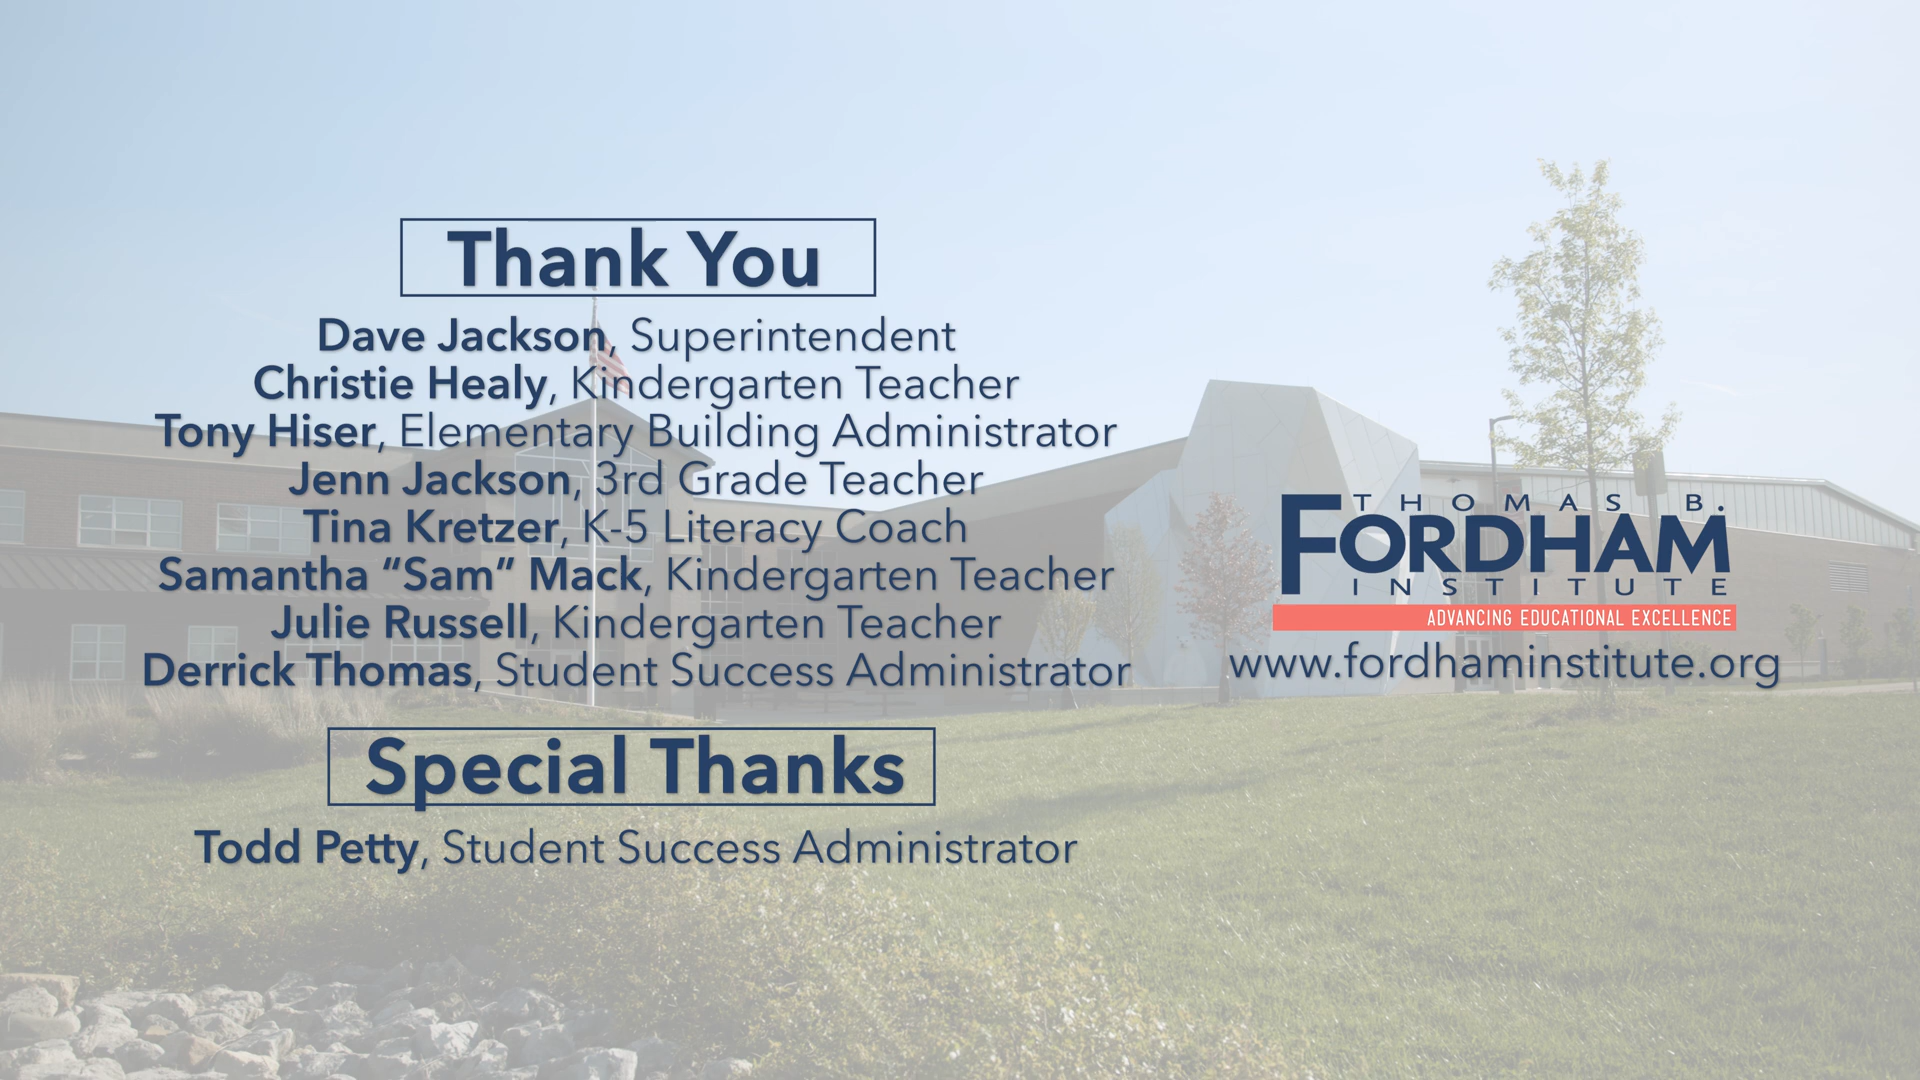 Thank You
Dave Jackson, Superintendent
Christie Healy, Kindergarten Teacher
Tony Hiser, Elementary Building Administrator
Jenn Jackson, 3rd Grade Teacher
Tina Kretzer, K-5 Literacy Coach
Samantha “Sam” Mack, Kindergarten Teacher
Julie Russell, Kindergarten Teacher
Derrick Thomas, Student Success Administrator
Special Thanks
Todd Petty, Student Success Administrator
THOMAS B.
FORDHAM
INSTITUTE
ADVANCING EDUCATIONAL EXCELLENCE
www.fordhaminstitute.org